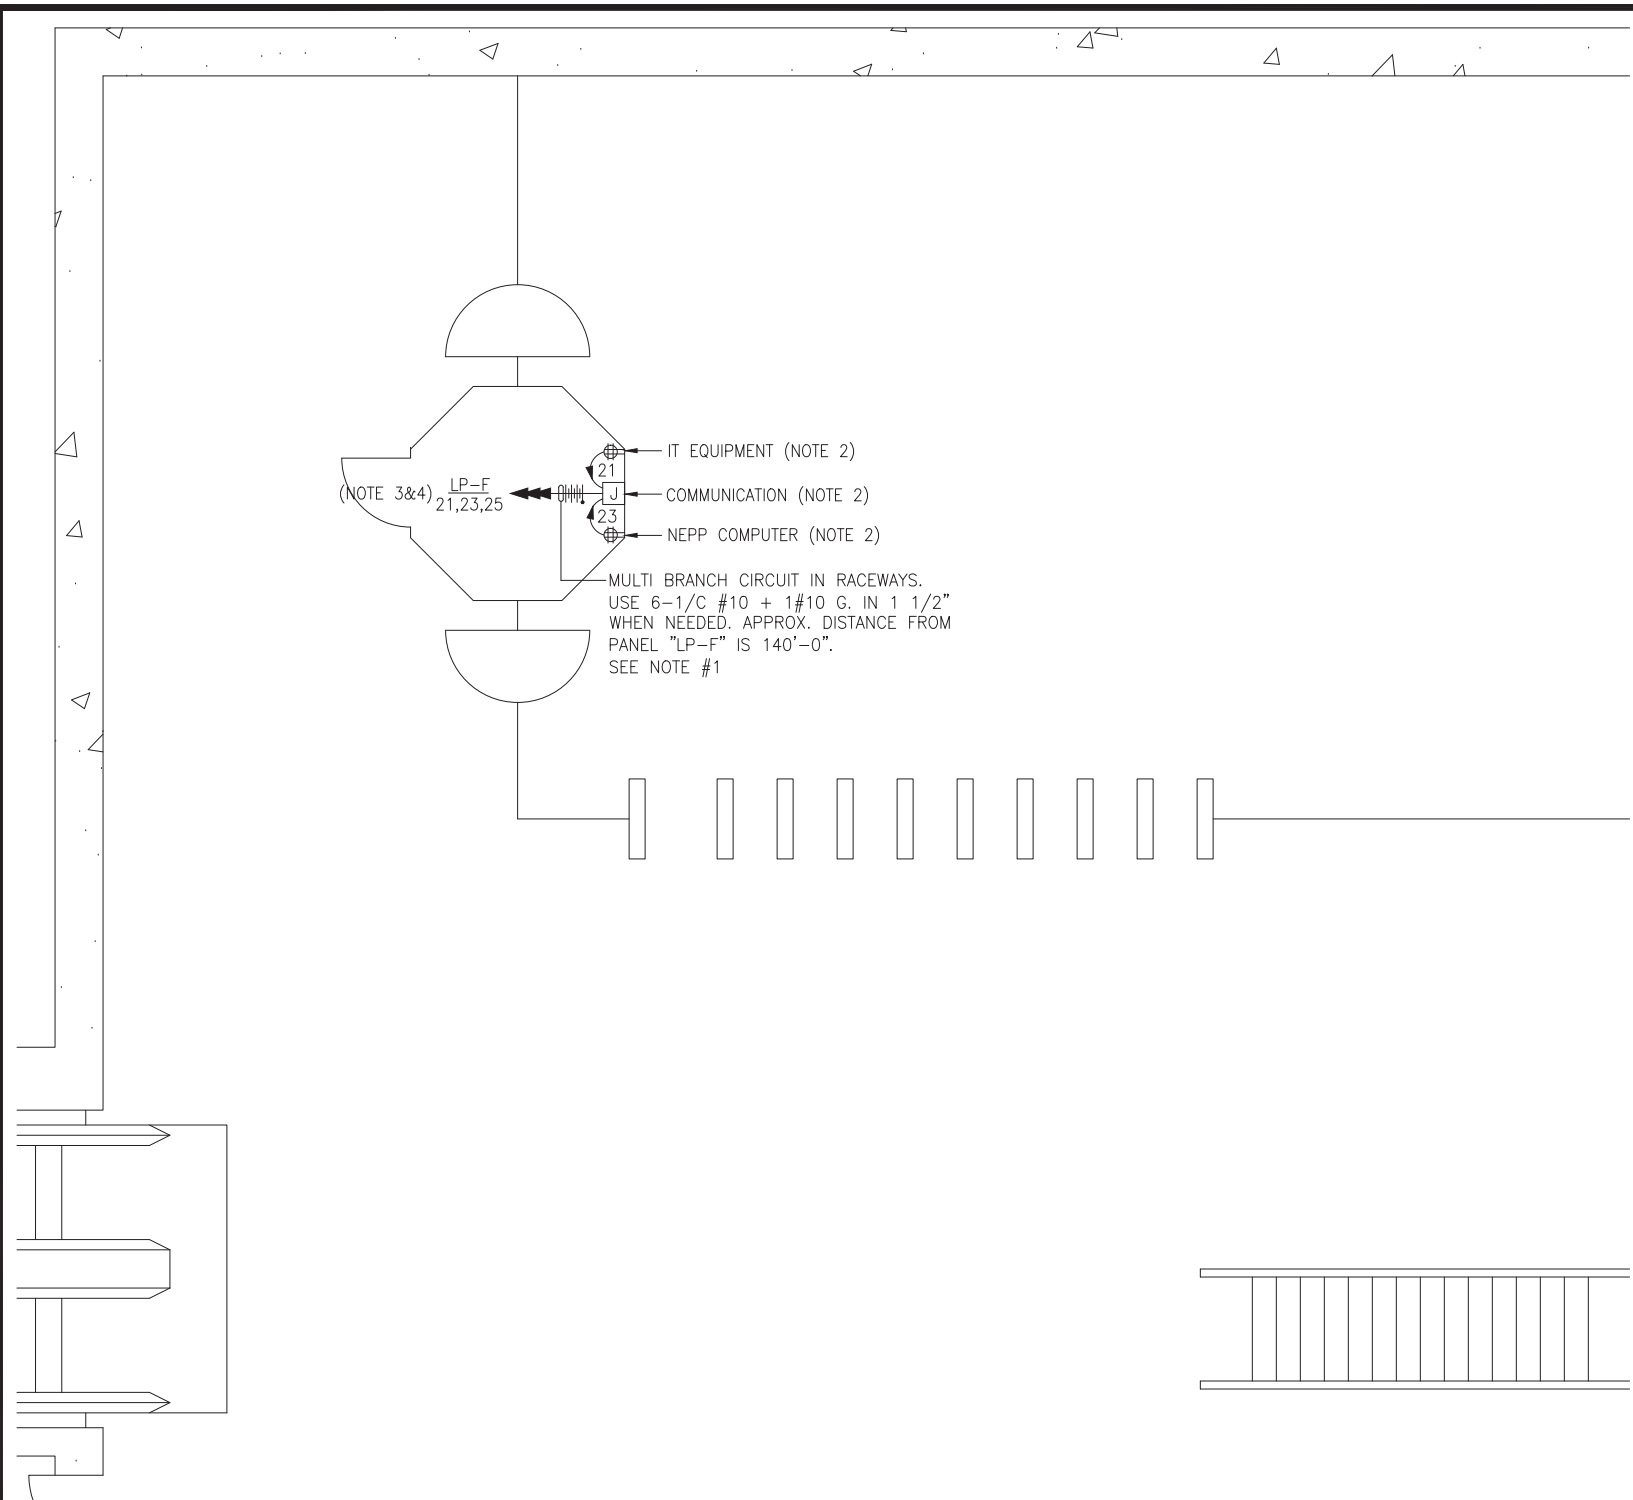 IT EQUIPMENT (NOTE 2)
21
(NOTE 3&4) LP-F
21,23,25
J
COMMUNICATION (NOTE 2)
23
NEPP COMPUTER (NOTE 2)
MULTI BRANCH CIRCUIT IN RACEWAYS.
USE 6-1/C #10 + 1#10 G. IN 1 1/2"
WHEN NEEDED. APPROX. DISTANCE FROM
PANEL "LP-F" IS 140'-0".
SEE NOTE #1